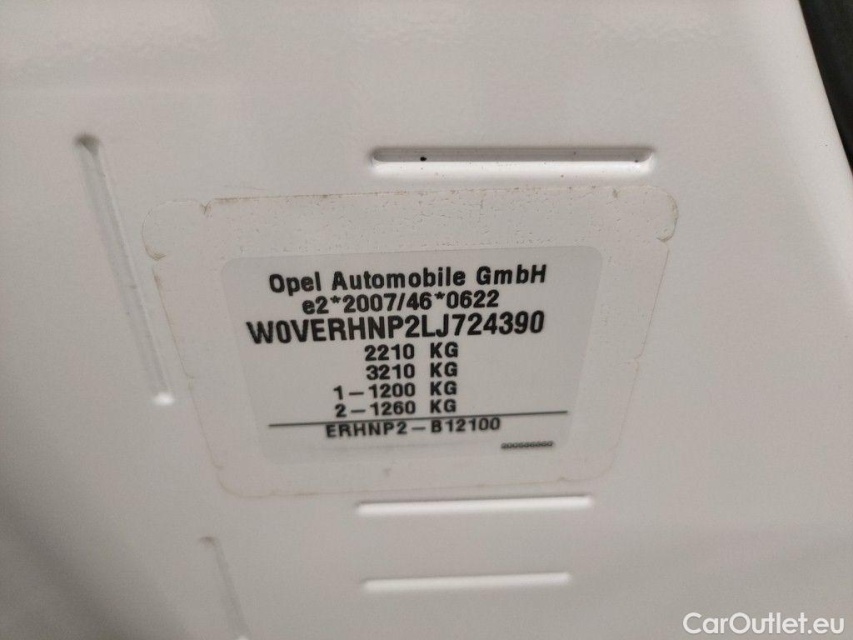 Opel Automobile GmbH
e2*2007/46*0622
W0VERHNP2LJ724390
2210 KG
3210 KG
1-1200 KG
2-1260 KG
ERHNP2-B12100
CarOutlet.eu